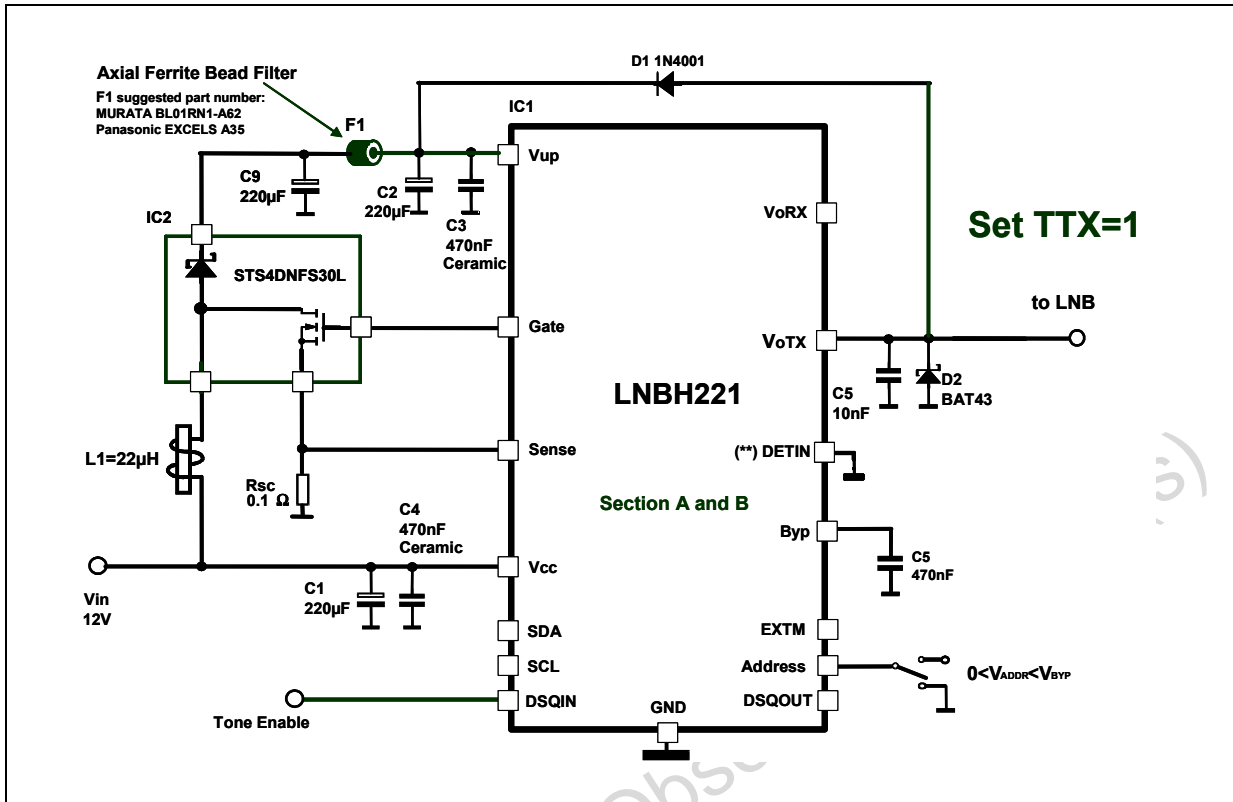 Axial Ferrite Bead Filter
F1 suggested part number:
MURATA BL01RN1-A62
Panasonic EXCELS A35
F1
D1 1N4001
IC1
Vup
C9
220µF
C2
220µF
C3
470nF
Ceramic
IC2
STS4DNFS30L
VoRX
Set TTX=1
to LNB
Gate
VoTX
LNBH221
C5
10nF
D2
BAT43
L1=22µH
Sense
(**) DETIN
Rsc
0.1 Ω
Section A and B
C4
470nF
Ceramic
Byp
C5
470nF
Vin
12V
C1
220µF
Vcc
SDA
EXTM
SCL
Address
0<VADDR<VBYP
Tone Enable
DSQIN
GND
DSQOUT
s)